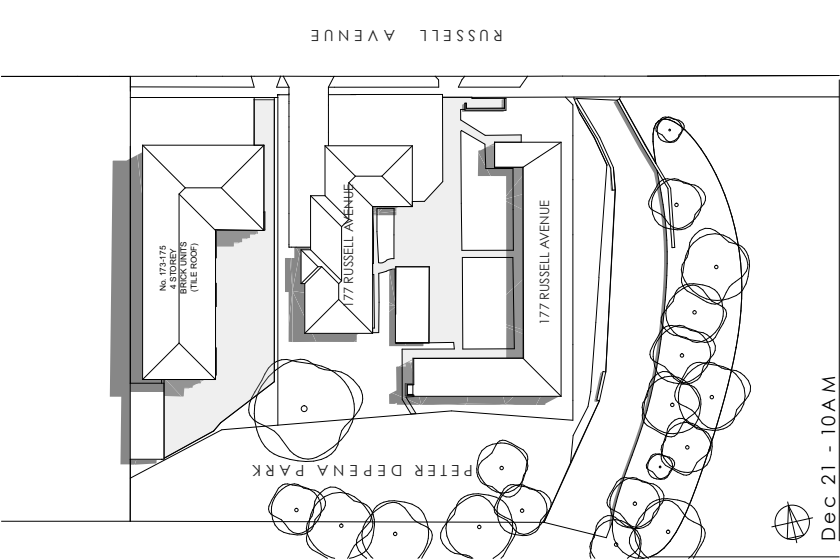 RUSSELL AVENUE
No. 173-175
4 STOREY
BRICK UNITS
(TILE ROOF)
177 RUSSELL AVENUE
177 RUSSELL AVENUE
PETER DEPENA PARK
Dec 21 - 10AM